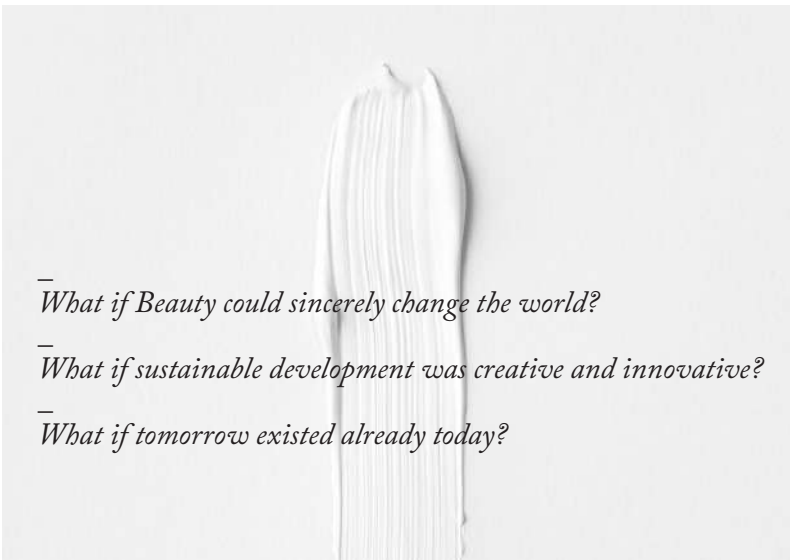 _
What if Beauty could sincerely change the world?
_
What if sustainable development was creative and innovative?
_
What if tomorrow existed already today?